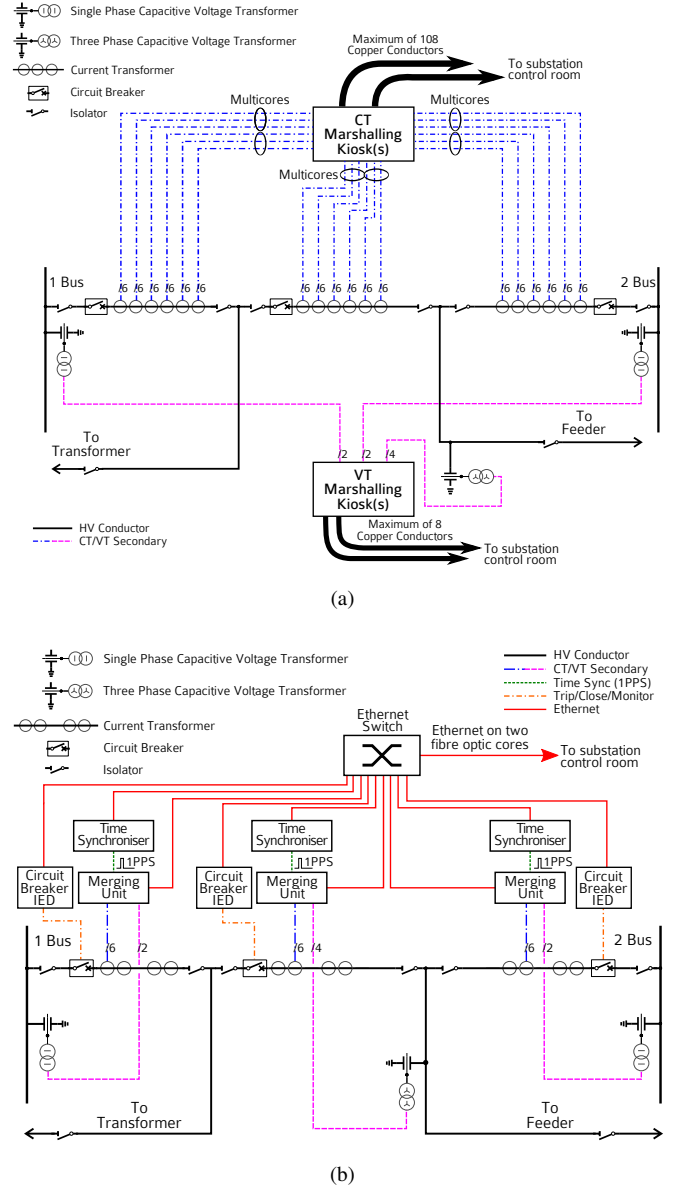 Single Phase Capacitive Voltage Transformer
Three Phase Capacitive Voltage Transformer
Current Transformer
Circuit Breaker
Isolator
Maximum of 108
Copper Conductors
To substation
control room
Multicores
CT
Marshalling
Kiosk(s)
Multicores
Multicores
1 Bus
/6 /6 /6 /6 /6 /6
/6 /6 /6 /6 /6 /6
/6 /6 /6 /6 /6 /6
2 Bus
To
Transformer
To
Feeder
/2 /2 /4
VT
Marshalling
Kiosk(s)
HV Conductor
CT/VT Secondary
Maximum of 8
Copper Conductors
To substation
control room
(a)
Single Phase Capacitive Voltage Transformer
Three Phase Capacitive Voltage Transformer
Current Transformer
Circuit Breaker
Isolator
HV Conductor
CT/VT Secondary
Time Sync (1PPS)
Trip/Close/Monitor
Ethernet
Ethernet
Switch
Ethernet on two
fibre optic cores
To substation
control room
Time
Synchroniser
Time
Synchroniser
Time
Synchroniser
1PPS
1PPS
1PPS
Circuit
Breaker
IED
Merging
Unit
Circuit
Breaker
IED
Merging
Unit
Merging
Unit
Circuit
Breaker
IED
1 Bus
/6 /2
/6 /4
/6 /2
2 Bus
To
Transformer
To
Feeder
(b)